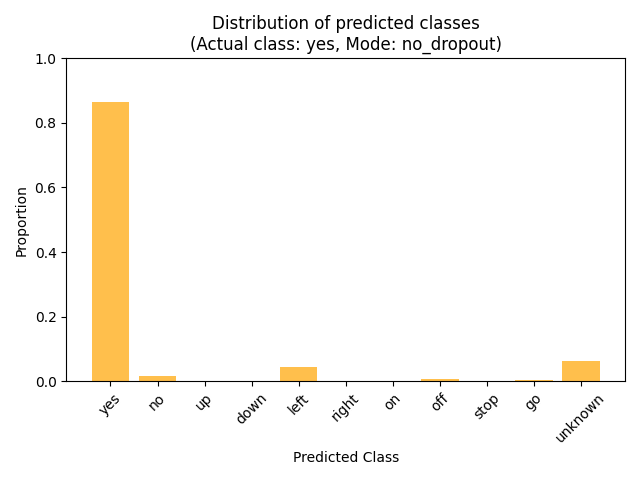 Distribution of predicted classes
(Actual class: yes, Mode: no_dropout)
1.0
0.8
0.6
0.4
0.2
0.0
Proportion
yes
no
up
down
left
right
on
off
stop
go
unknown
Predicted Class